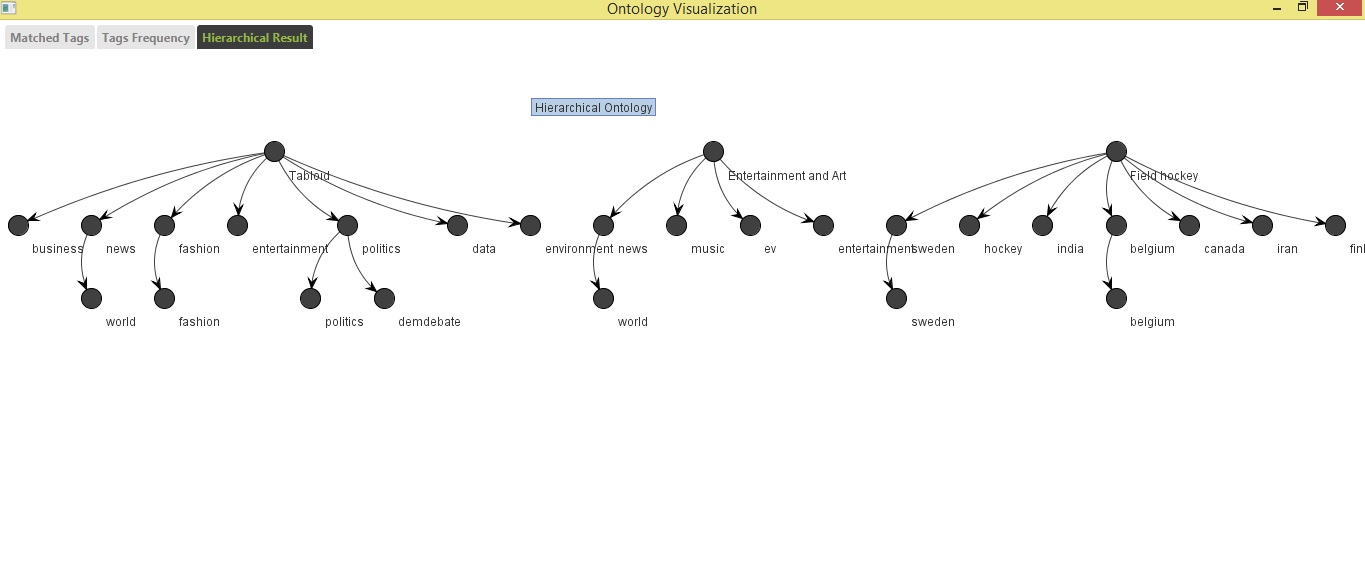 Ontology Visualization
Matched Tags Tags Frequency Hierarchical Result
Hierarchical Ontology
Tabloid Entertainment and Art Field hockey
business news fashion entertainment politics data environment news music ev entertainment sweden hockey india belgium canada iran
world fashion politics demdebate world sweden belgium